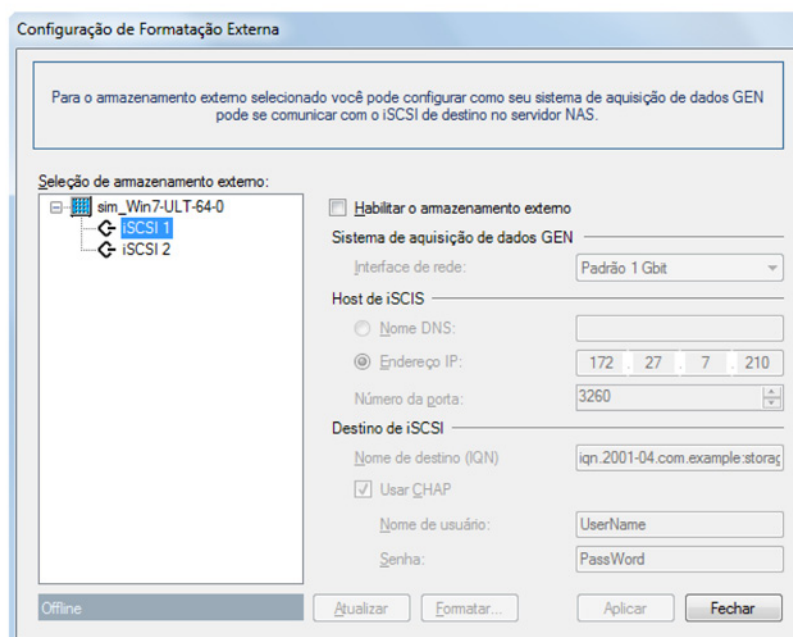 Configuração de Formatação Externa
Para o armazenamento externo selecionado você pode configurar como seu sistema de aquisição de dados GEN
pode se comunicar com o iSCSI de destino no servidor NAS.
Seleção de armazenamento externo:
sim_Win7-ULT-64-0
iSCSI 1
iSCSI 2
Habilitar o armazenamento externo
Sistema de aquisição de dados GEN
Interface de rede: Padrão 1 Gbit
Host de iSCIS
Nome DNS:
Endereço IP: 172 . 27 . 7 . 210
Número da porta: 3260
Destino de iSCSI
Nome de destino (IQN) iqn.2001-04.com.example:storag
Usar CHAP
Nome de usuário: UserName
Senha: PassWord
Offline Atualizar Formatar... Aplicar Fechar